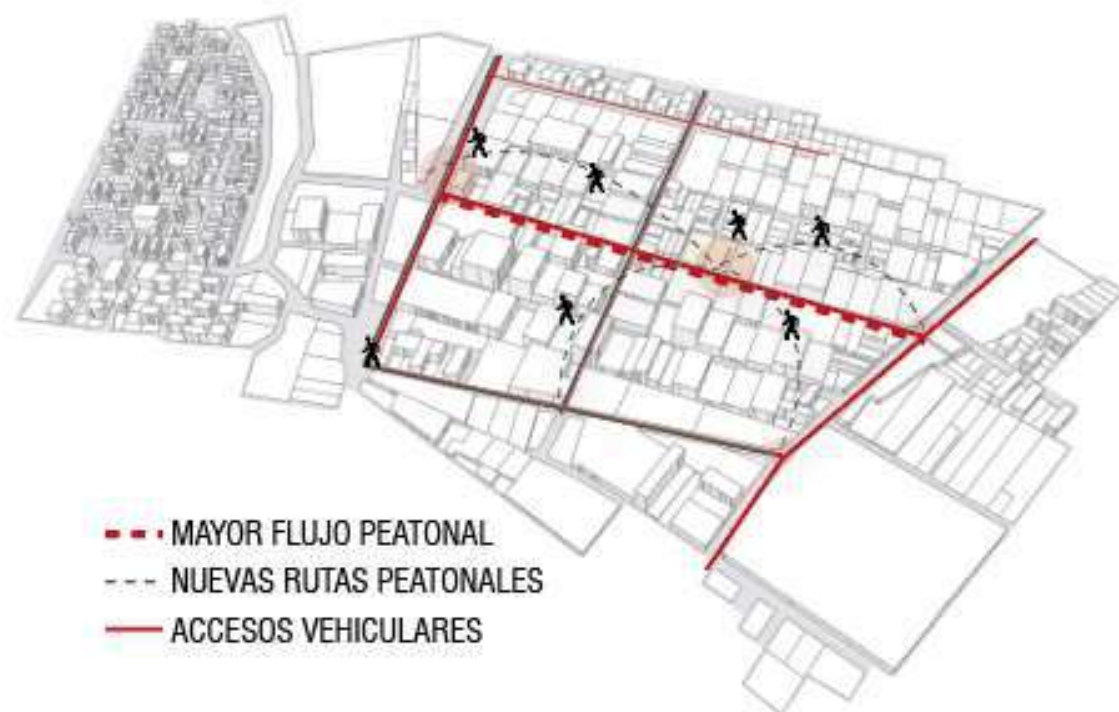 MAYOR FLUJO PEATONAL
NUEVAS RUTAS PEATONALES
ACCESOS VEHICULARES